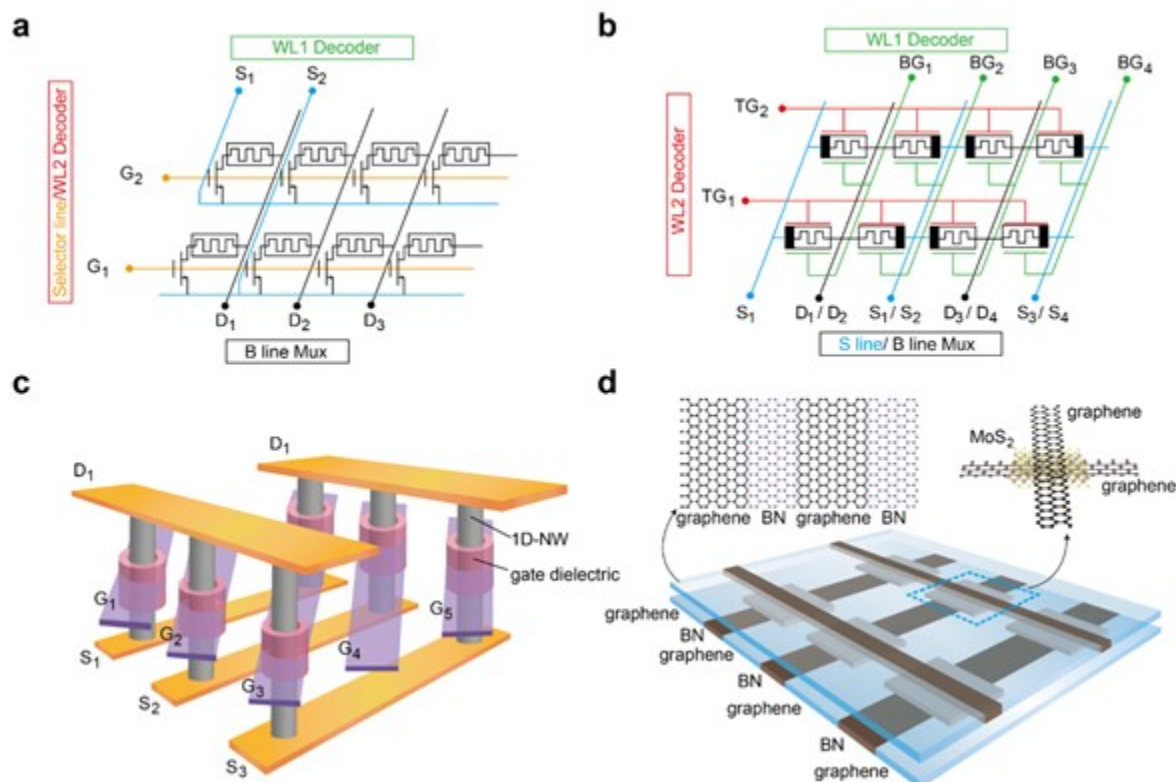 a
WL1 Decoder
S1 S2
Selector line/WL2 Decoder
G2
G1
D1 D2 D3
B line Mux
b
WL1 Decoder
BG1 BG2 BG3 BG4
WL2 Decoder
TG2
TG1
S1 D1 / D2 S1 / S2 D3 / D4 S3 / S4
S line/ B line Mux
c
D1
D1
1D-NW
gate dielectric
G1
G2
G3
G4
G5
S1
S2
S3
d
graphene BN graphene BN
graphene
MoS2
graphene
graphene
BN
graphene
BN
graphene
BN
graphene